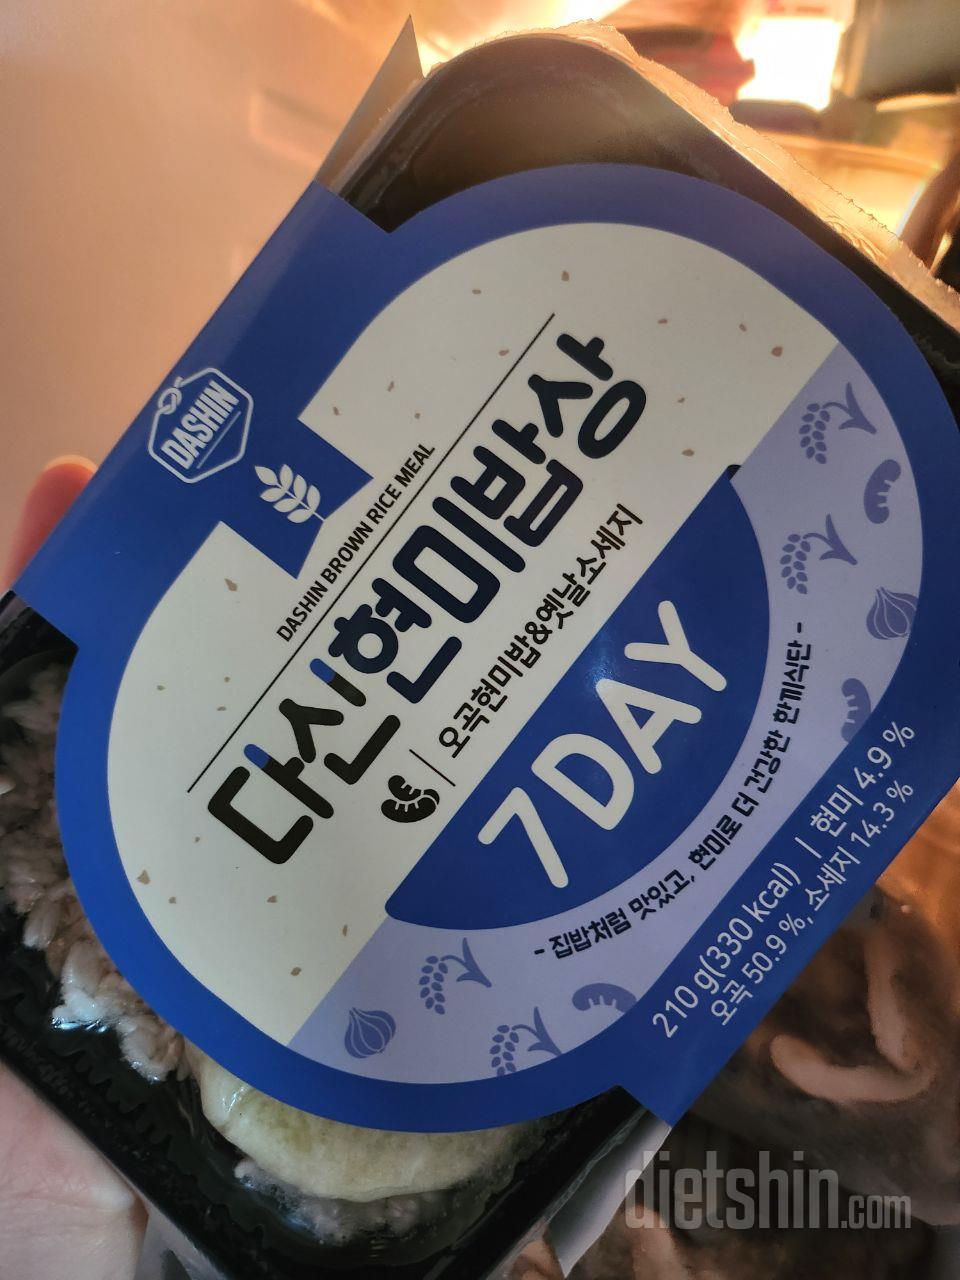 DASHIN
DASHIN BROWN RICE MEAL
다신현미밥상
오곡현미밥&옛날소세지
7DAY
- 집밥처럼 맛있고, 현미로 더 건강한 한끼식단 -
210 g(330 kcal) | 현미 4.9 %
오곡 50.9 %, 소세지 14.3 %
dietshin.com